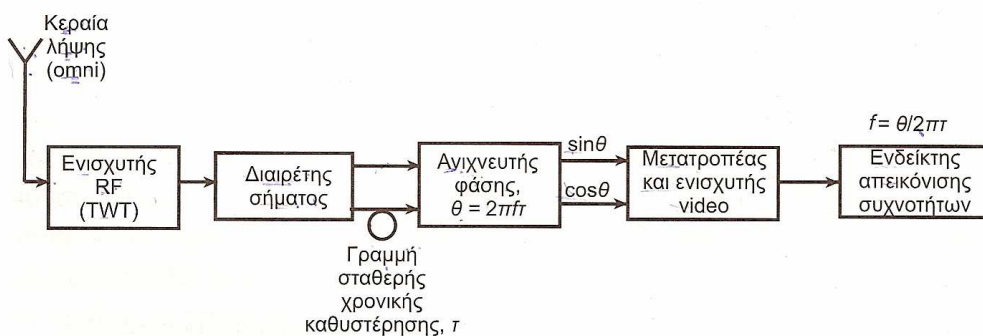 Κεραία
λήψης
(omni)
Ενισχυτής
RF
(TWT)
Διαιρέτης
σήματος
Γραμμή
σταθερής
χρονικής
καθυστέρησης, τ
Ανιχνευτής
φάσης,
θ = 2πfτ
sinθ
cosθ
Μετατροπέας
και ενισχυτής
video
f = θ/2πτ
Ενδείκτης
απεικόνισης
συχνοτήτων